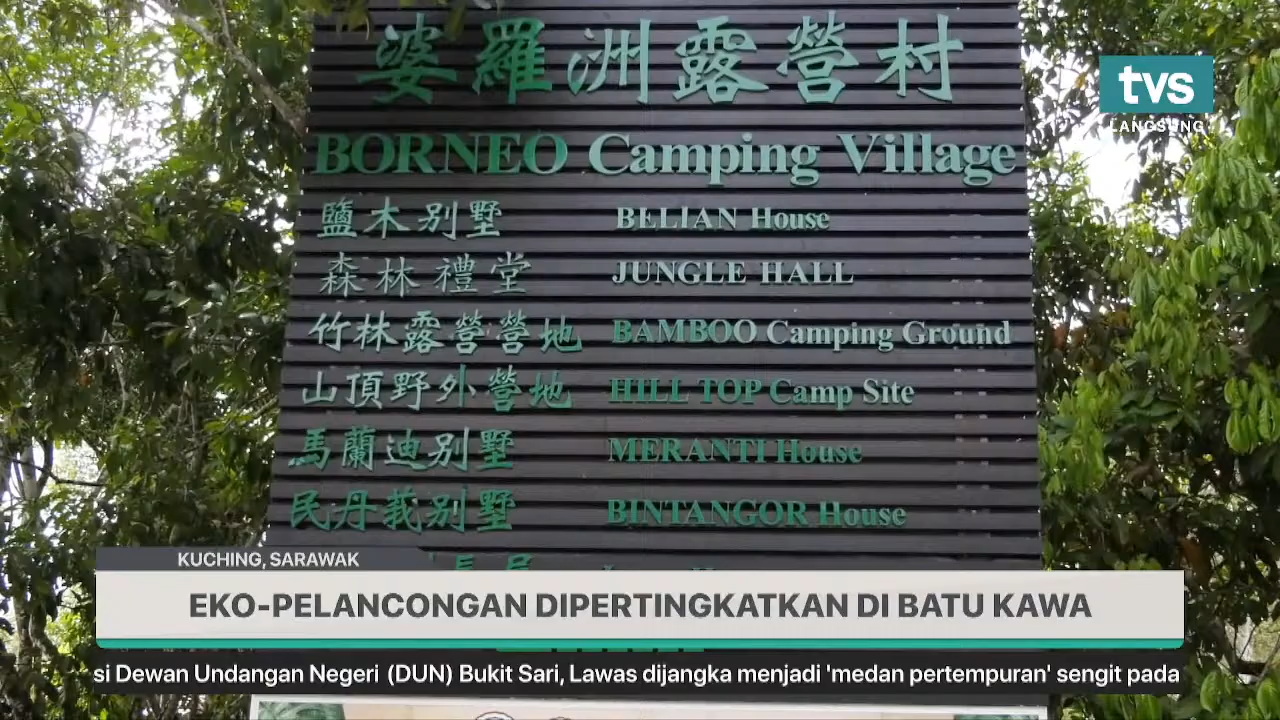 婆羅洲露營村
BORNEO Camping Village
鹽木別墅 BELIAN House
森林禮堂 JUNGLE HALL
竹林露營營地 BAMBOO Camping Ground
山頂野外營地 HILL TOP Camp Site
馬蘭迪別墅 MERANTI House
民丹莪別墅 BINTANGOR House
tvs
LANGSUNG
KUCHING, SARAWAK
EKO-PELANCONGAN DIPERTINGKATKAN DI BATU KAWA
si Dewan Undangan Negeri (DUN) Bukit Sari, Lawas dijangka menjadi 'medan pertempuran' sengit pada